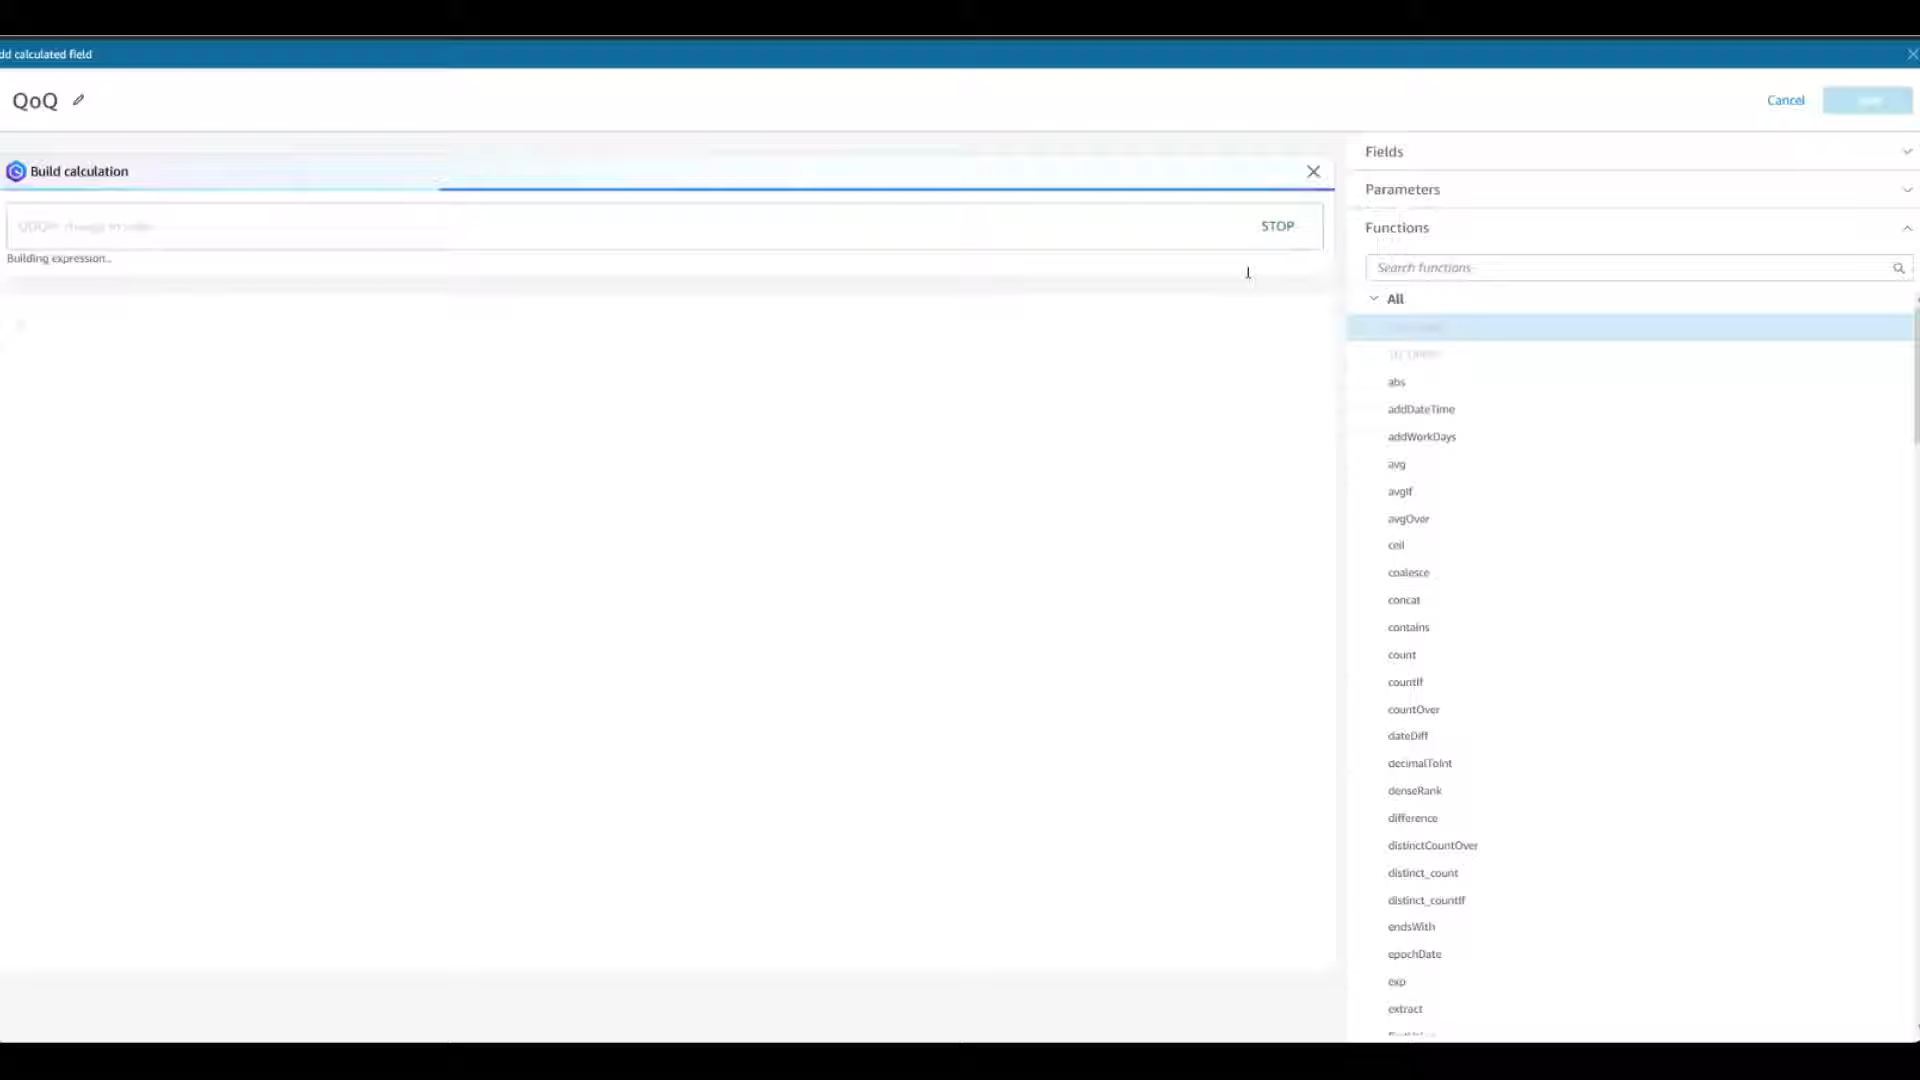 dd calculated field
QoQ
Cancel
Build calculation
STOP
Building expression...
Fields
Parameters
Functions
Search functions
All
abs
addDateTime
addWorkDays
avg
avgIf
avgOver
ceil
coalesce
concat
contains
count
countIf
countOver
dateDiff
decimalToInt
denseRank
difference
distinctCountOver
distinct_count
distinct_countIf
endsWith
epochDate
exp
extract